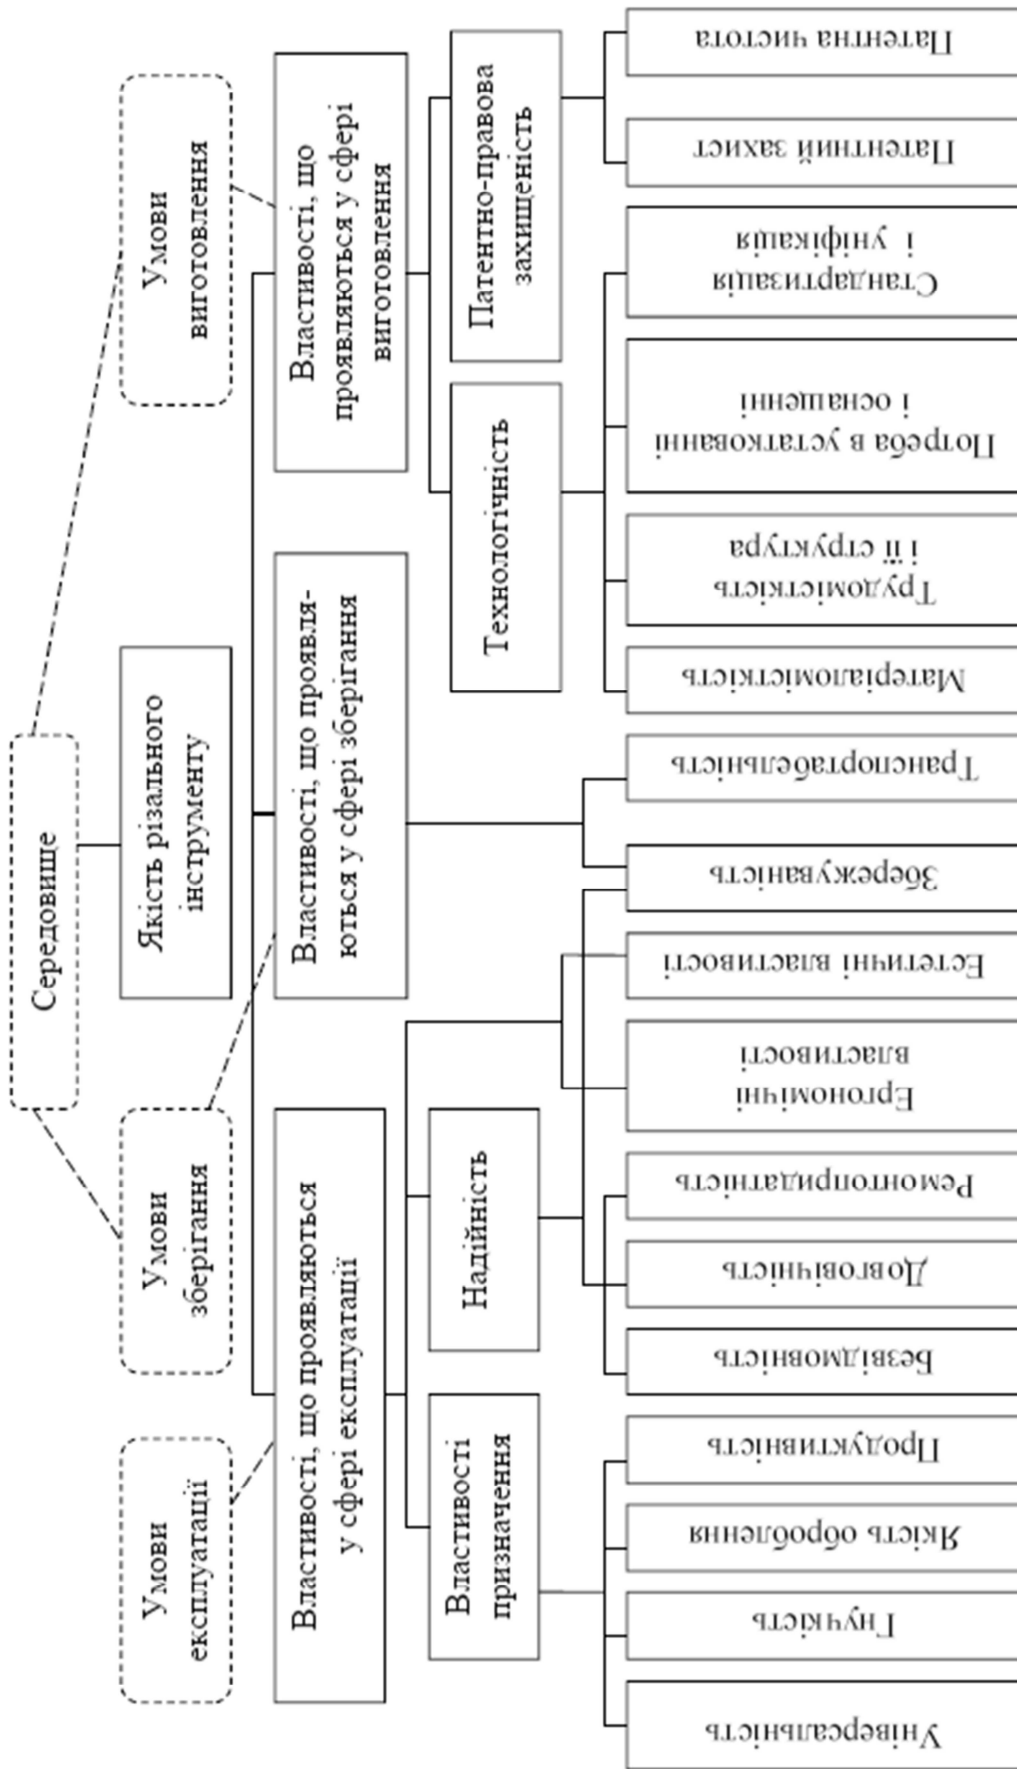 Середовище
Умови
експлуатації
Умови
зберігання
Якість різального
інструменту
Умови
виготовлення
Властивості, що проявляються
у сфері експлуатації
Властивості, що проявля-
ються у сфері зберігання
Властивості, що
проявляються у сфері
виготовлення
Властивості
призначення
Надійність
Технологічність
Патентно-правова
захищеність
Універсальність
Гнучкість
Якість оброблення
Продуктивність
Безвідмовність
Довговічність
Ремонтопридатність
Ергономічні
властивості
Естетичні властивості
Збережуваність
Транспортабельність
Матеріаломісткість
Трудомісткість
і її структура
Потреба в устаткованні
і оснащенні
Стандартизація
і уніфікація
Патентний захист
Патентна чистота